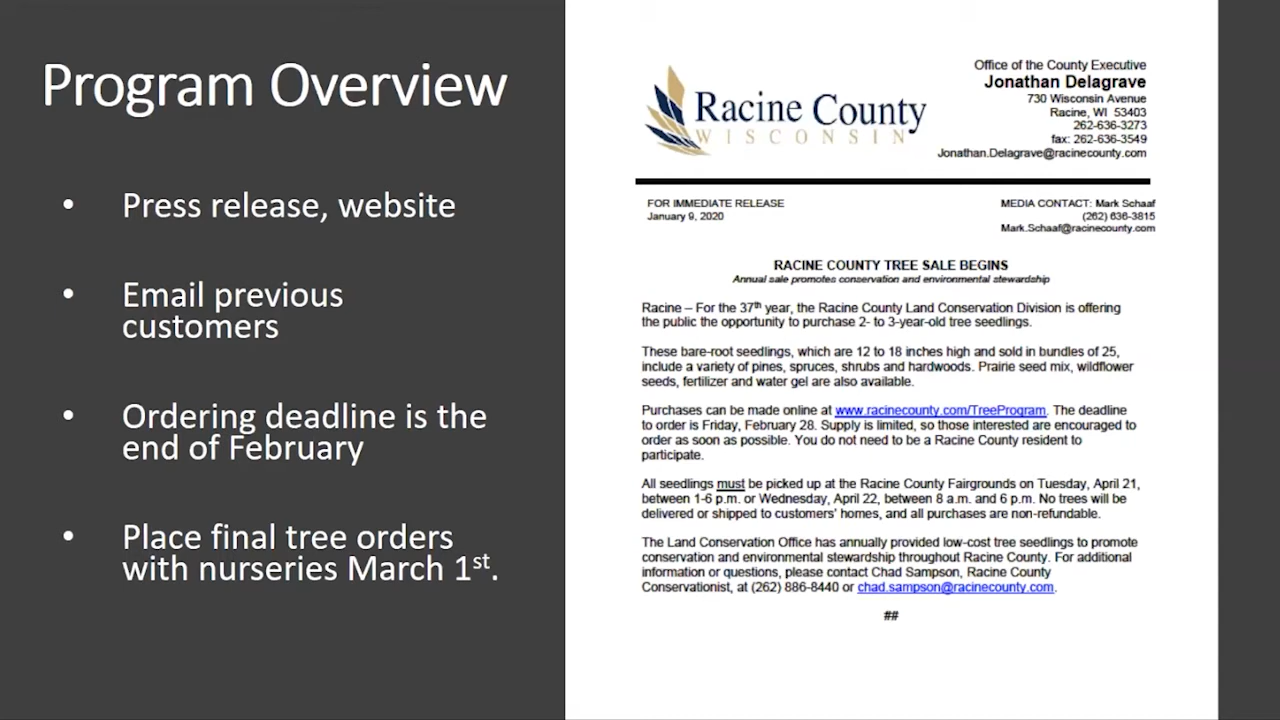 Program Overview
• Press release, website
• Email previous
customers
• Ordering deadline is the
end of February
• Place final tree orders
with nurseries March 1st.
Racine County
WISCONSIN
Office of the County Executive
Jonathan Delagrave
730 Wisconsin Avenue
Racine, WI 53403
262-636-3273
fax: 262-636-3549
Jonathan.Delagrave@racinecounty.com
FOR IMMEDIATE RELEASE
January 9, 2020
MEDIA CONTACT: Mark Schaaf
(262) 636-3815
Mark.Schaaf@racinecounty.com
RACINE COUNTY TREE SALE BEGINS
Annual sale promotes conservation and environmental stewardship
Racine – For the 37th year, the Racine County Land Conservation Division is offering
the public the opportunity to purchase 2- to 3-year-old tree seedlings.
These bare-root seedlings, which are 12 to 18 inches high and sold in bundles of 25,
include a variety of pines, spruces, shrubs and hardwoods. Prairie seed mix, wildflower
seeds, fertilizer and water gel are also available.
Purchases can be made online at www.racinecounty.com/TreeProgram. The deadline
to order is Friday, February 28. Supply is limited, so those interested are encouraged to
order as soon as possible. You do not need to be a Racine County resident to
participate.
All seedlings must be picked up at the Racine County Fairgrounds on Tuesday, April 21,
between 1-6 p.m. or Wednesday, April 22, between 8 a.m. and 6 p.m. No trees will be
delivered or shipped to customers' homes, and all purchases are non-refundable.
The Land Conservation Office has annually provided low-cost tree seedlings to promote
conservation and environmental stewardship throughout Racine County. For additional
information or questions, please contact Chad Sampson, Racine County
Conservationist, at (262) 886-8440 or chad.sampson@racinecounty.com.
##